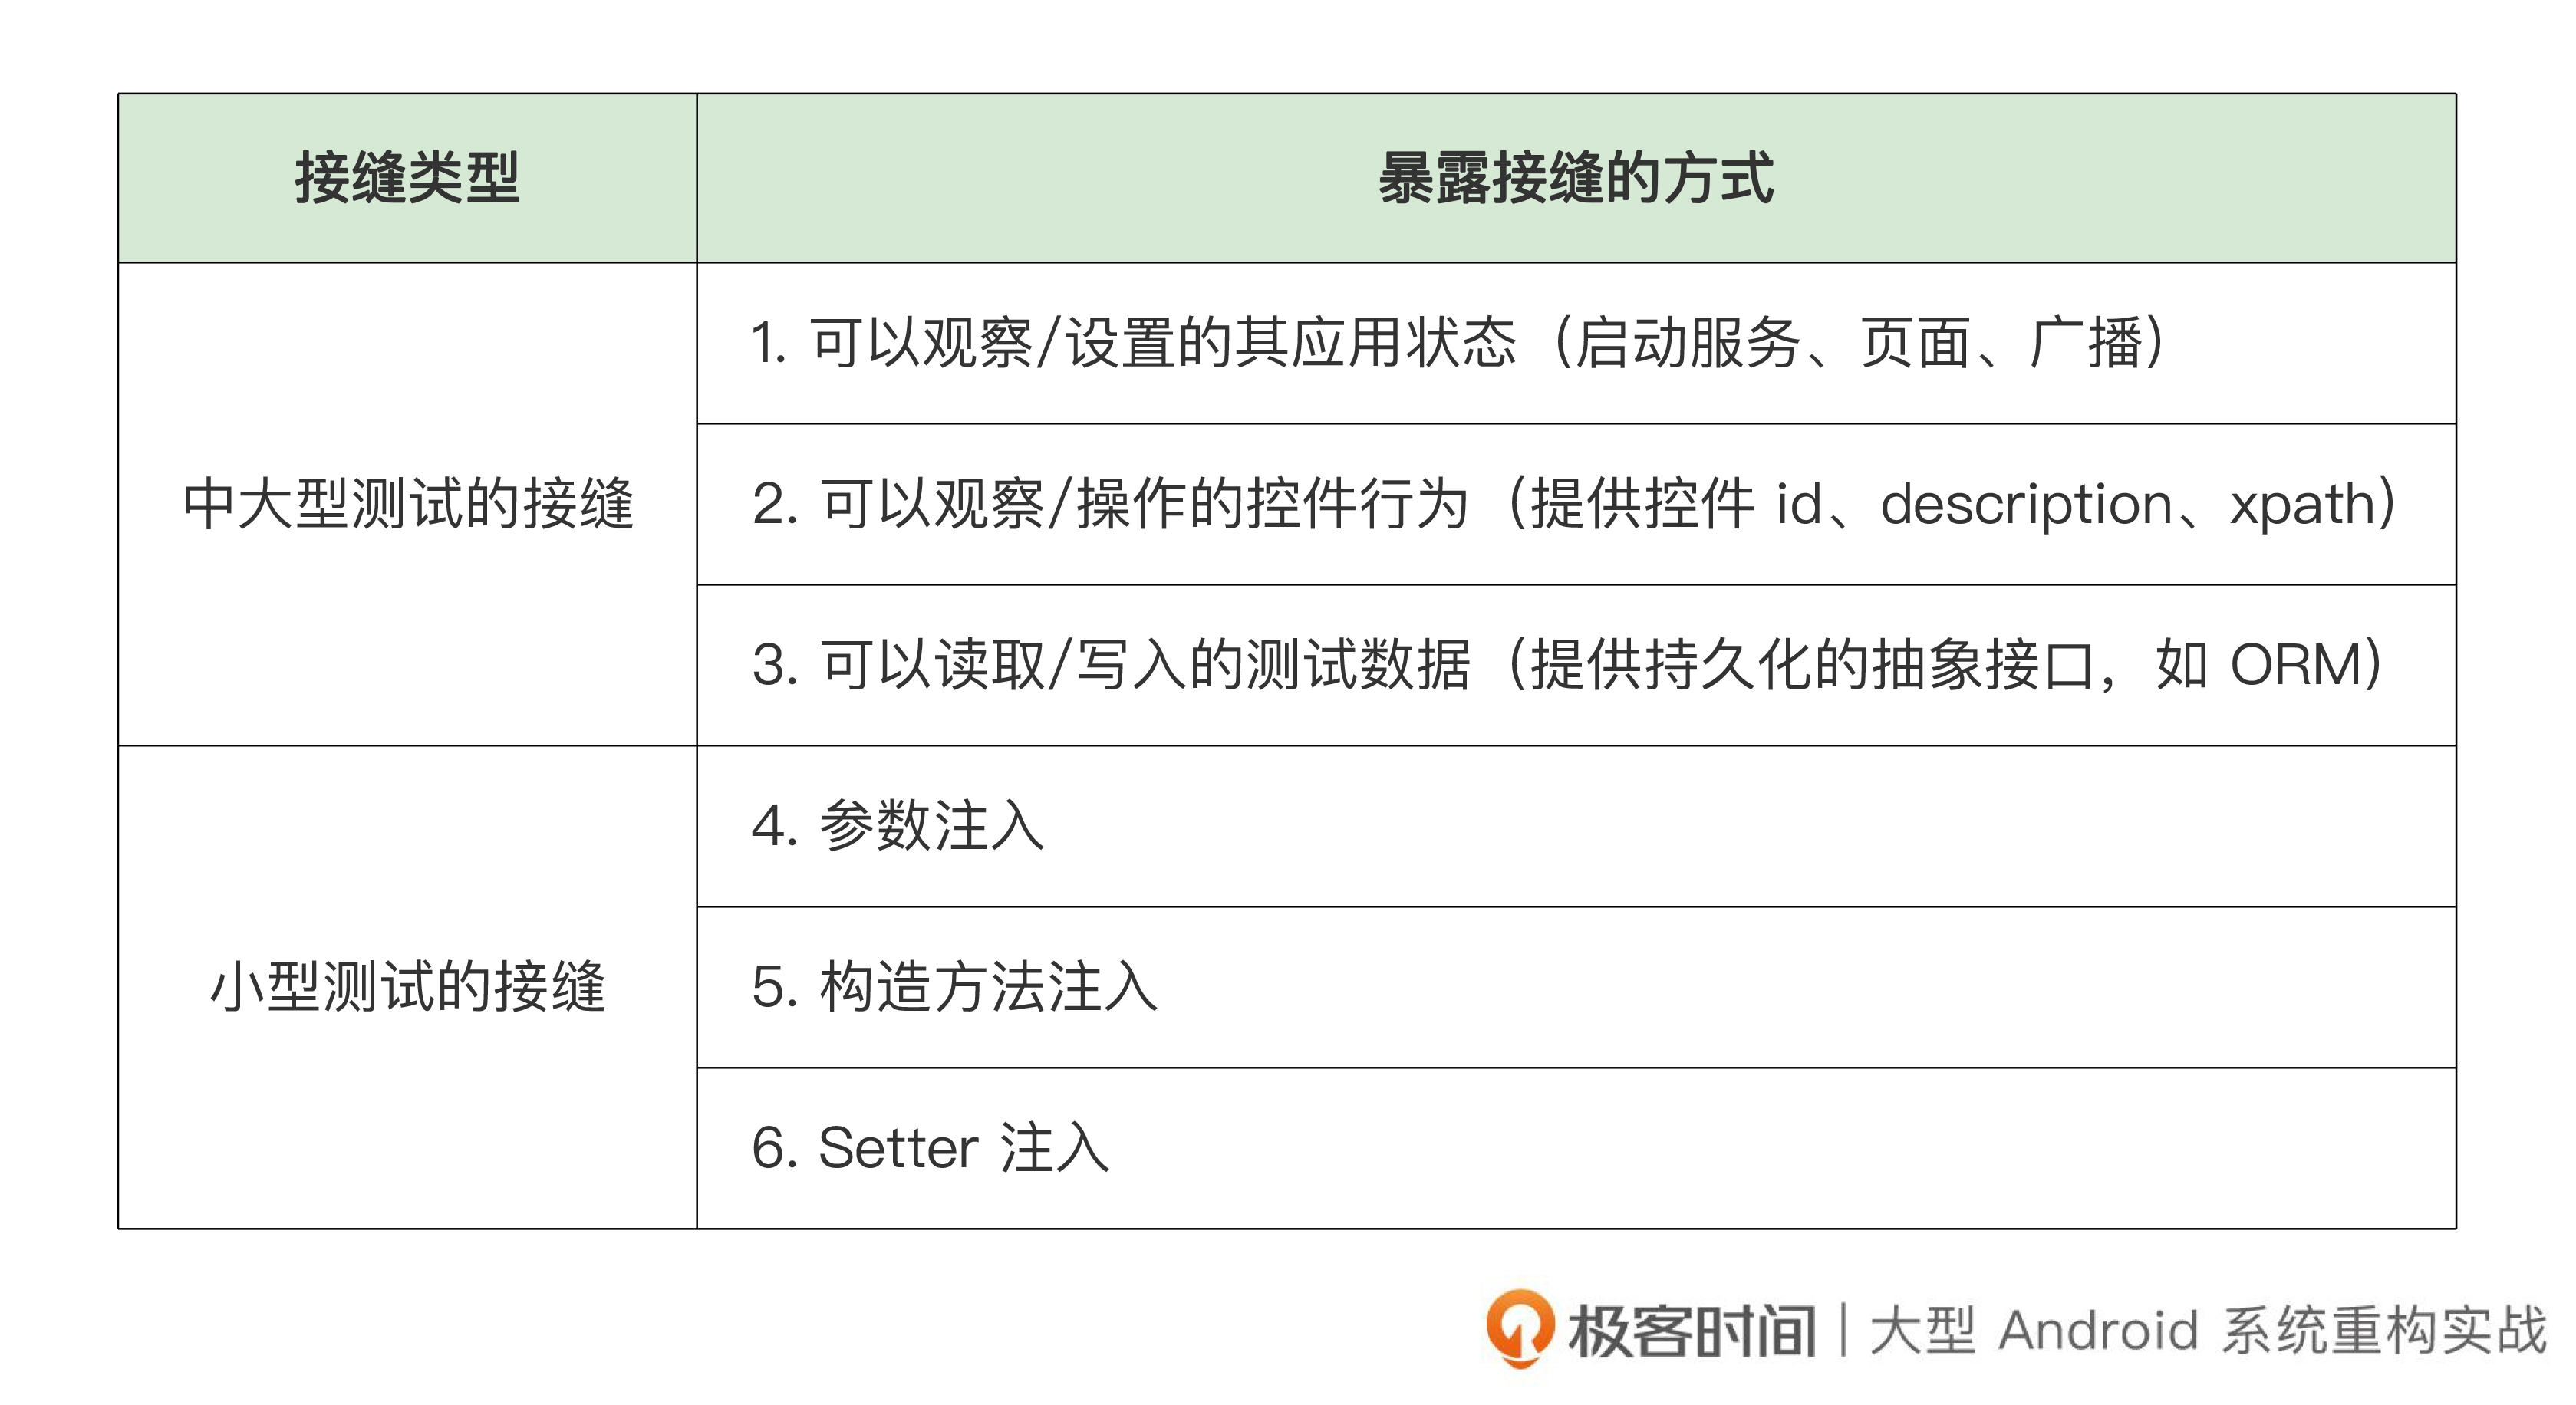 接缝类型
暴露接缝的方式
中大型测试的接缝
1. 可以观察/设置的其应用状态（启动服务、页面、广播）
2. 可以观察/操作的控件行为（提供控件 id、description、xpath）
3. 可以读取/写入的测试数据（提供持久化的抽象接口，如 ORM）
小型测试的接缝
4. 参数注入
5. 构造方法注入
6. Setter 注入
极客时间 | 大型 Android 系统重构实战